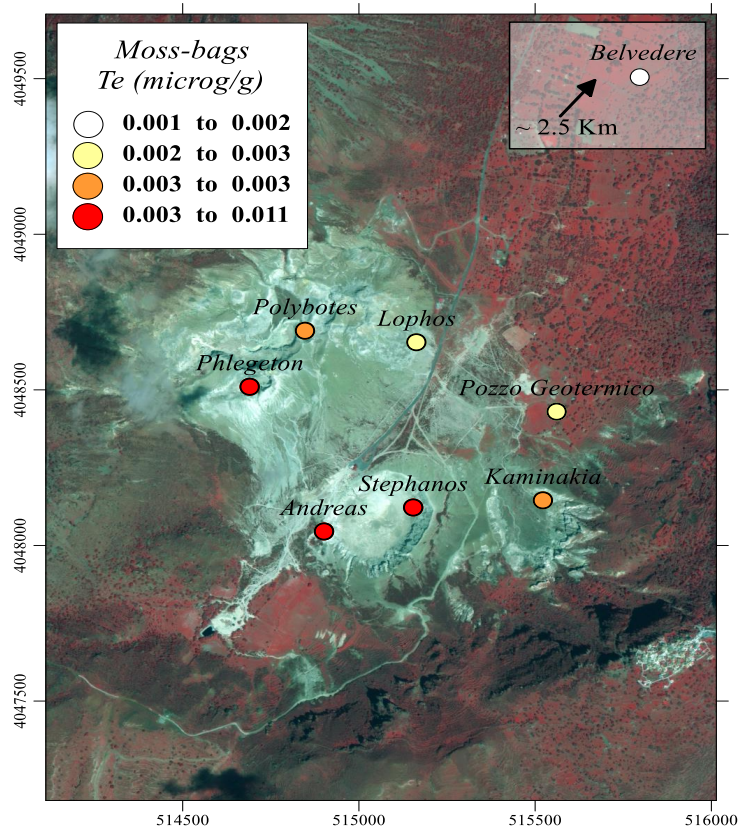 Moss-bags
Te (microg/g)
0.001 to 0.002
0.002 to 0.003
0.003 to 0.003
0.003 to 0.011
Belvedere
~ 2.5 Km
Polybotes
Lophos
Phlegeton
Pozzo Geotermico
Stephanos
Kaminakia
Andreas
4049500
4049000
4048500
4048000
4047500
514500
515000
515500
516000